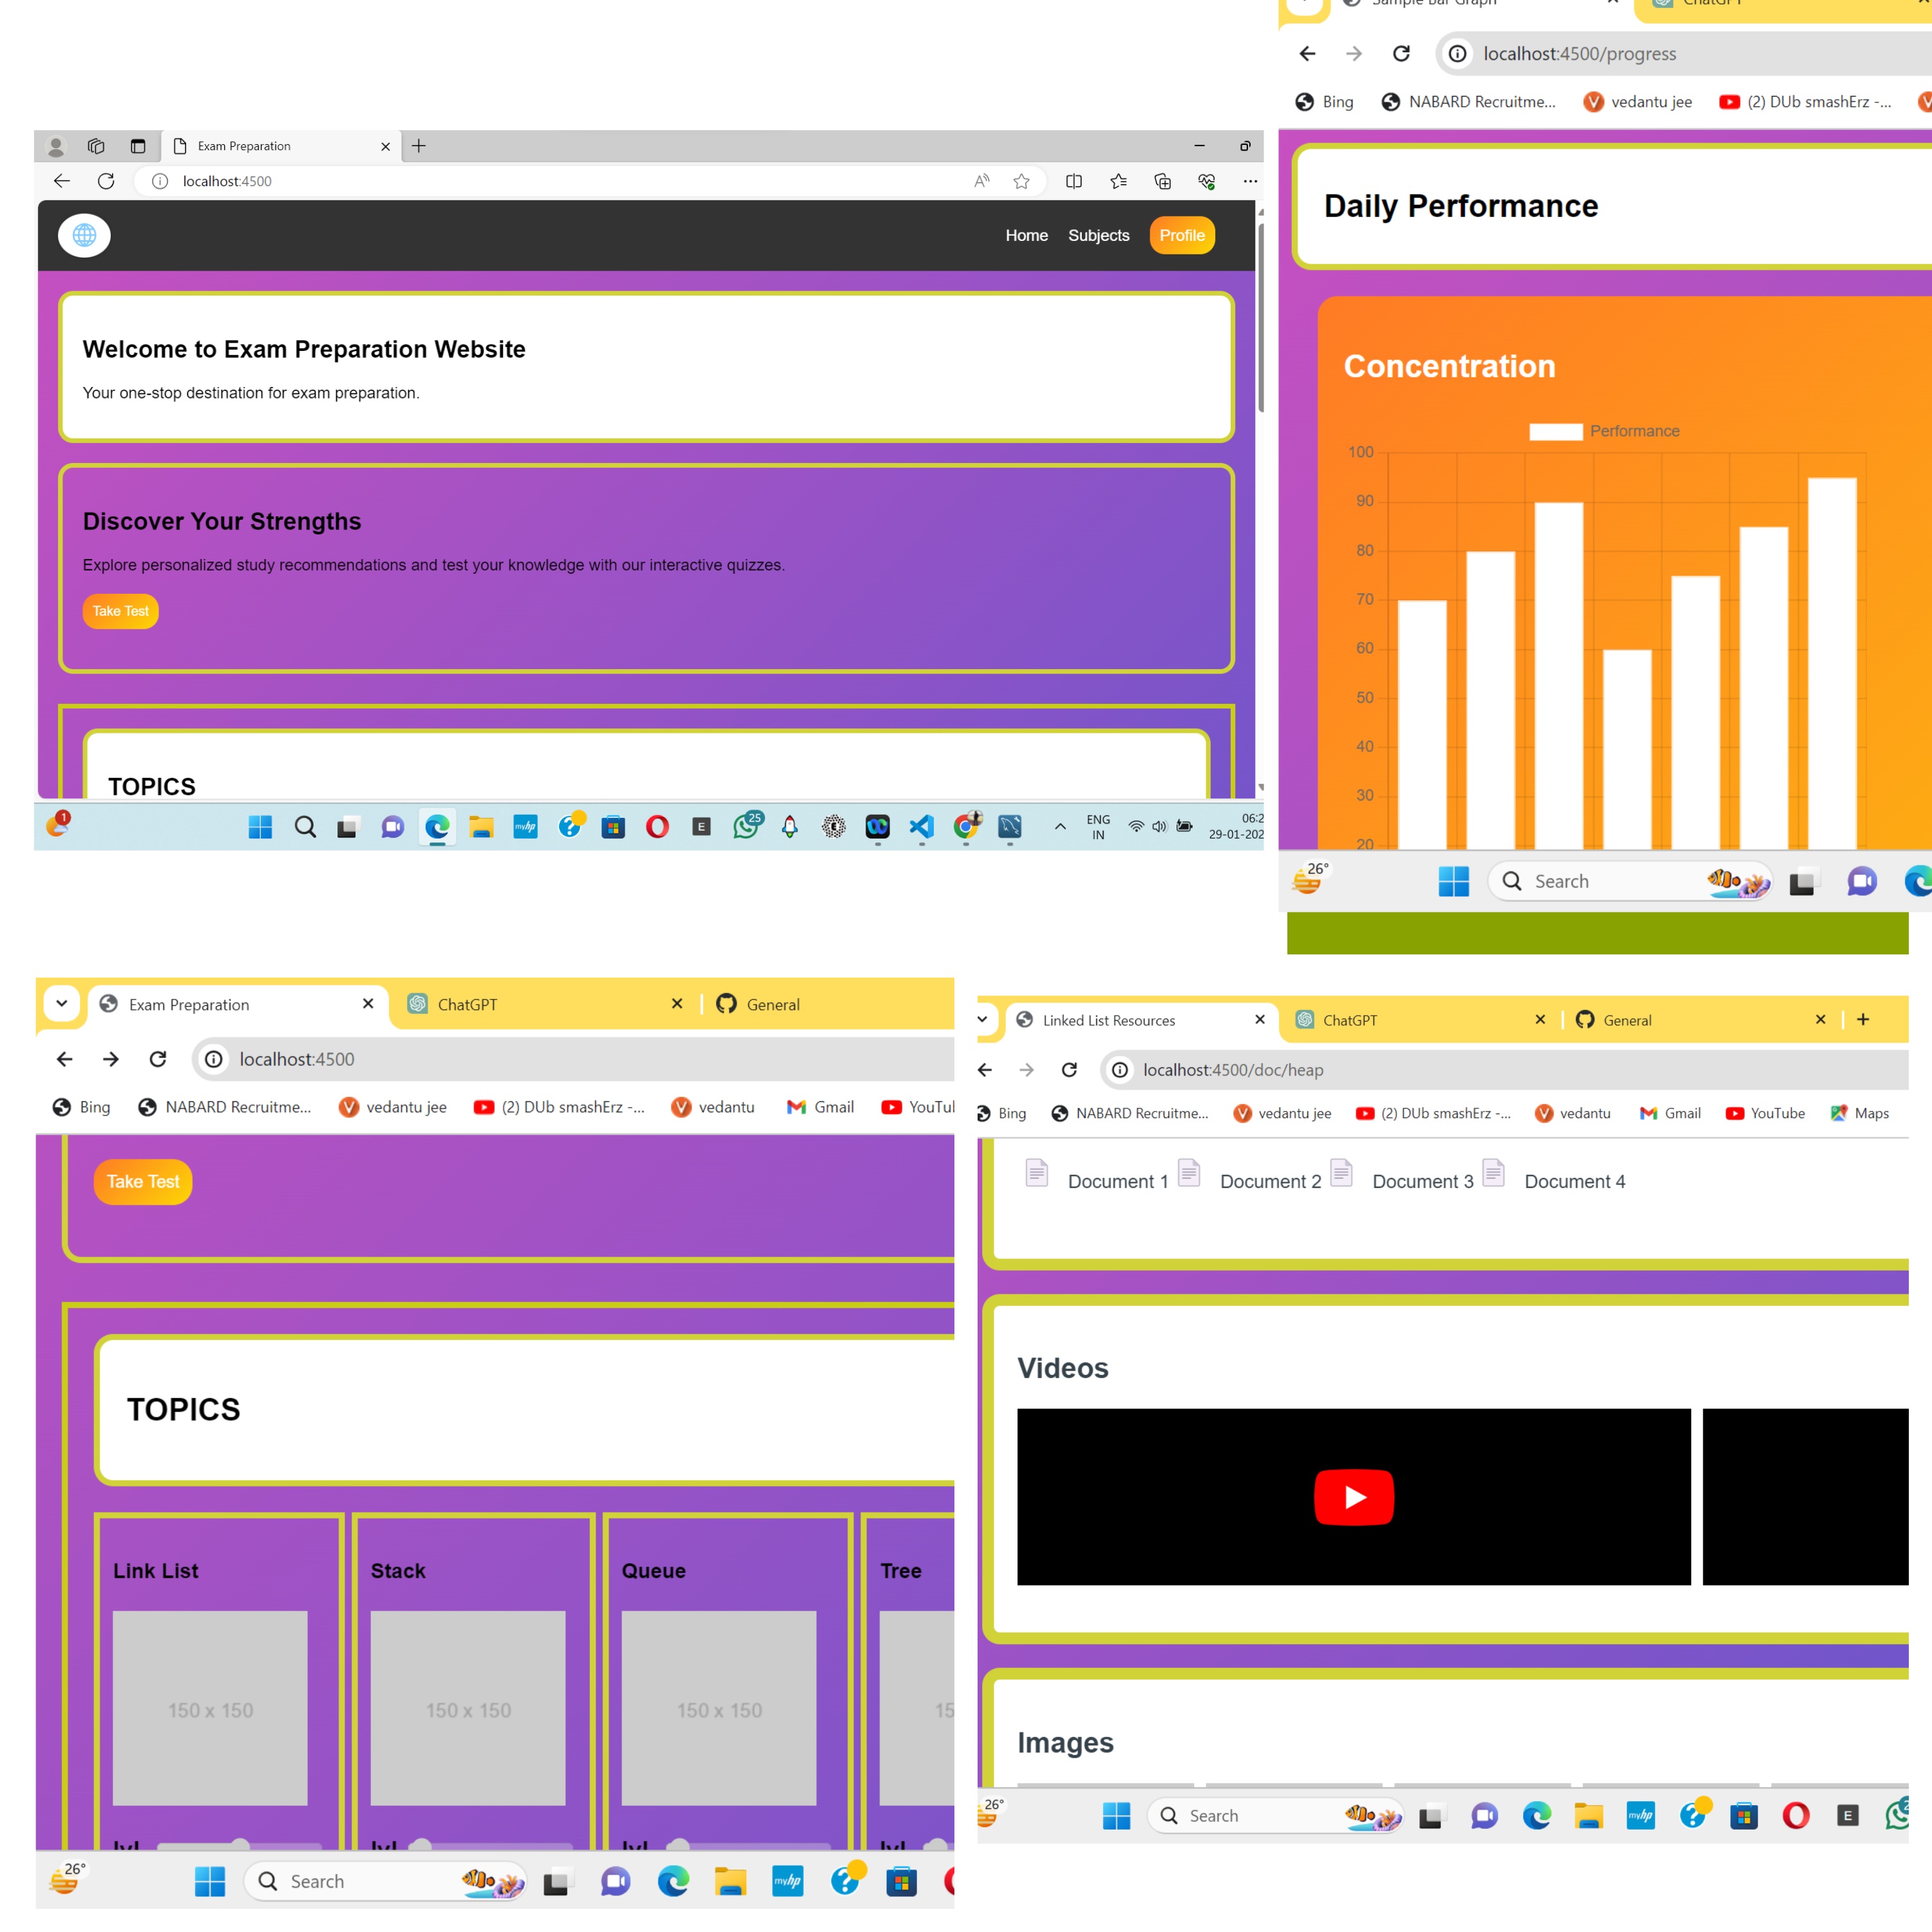 Exam Preparation
localhost:4500
Home Subjects Profile
Welcome to Exam Preparation Website
Your one-stop destination for exam preparation.
Discover Your Strengths
Explore personalized study recommendations and test your knowledge with our interactive quizzes.
Take Test
TOPICS
1
myhp
E
25
ENG
IN
06:2
29-01-202
Sample Bar Graph ChatGPT
localhost:4500/progress
Bing NABARD Recruitme... vedantu jee (2) DUb smashErz -...
Daily Performance
Concentration
Performance
100
90
80
70
60
50
40
30
20
26°
Search
Exam Preparation ChatGPT General
localhost:4500
Bing NABARD Recruitme... vedantu jee (2) DUb smashErz -... vedantu Gmail YouTu
Take Test
TOPICS
Link List Stack Queue Tree
150 x 150 150 x 150 150 x 150 15
lvl lvl lvl lvl
26°
Search
myhp
Linked List Resources ChatGPT General
localhost:4500/doc/heap
Bing NABARD Recruitme... vedantu jee (2) DUb smashErz -... vedantu Gmail YouTube Maps
Document 1 Document 2 Document 3 Document 4
Videos
Images
26°
Search
myhp
E